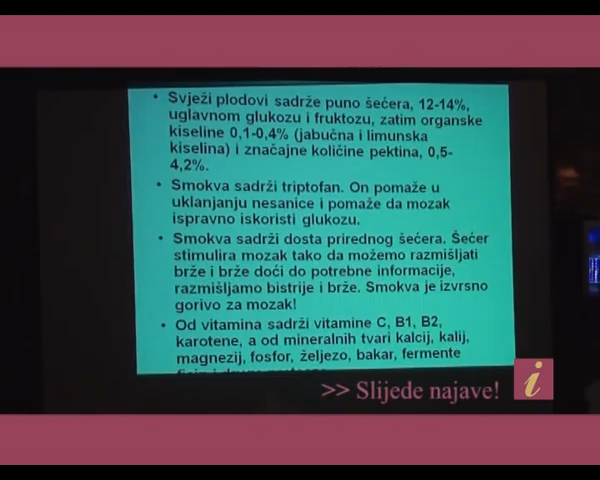 • Svježi plodovi sadrže puno šećera, 12-14%,
uglavnom glukozu i fruktozu, zatim organske
kiseline 0,1-0,4% (jabučna i limunska
kiselina) i značajne količine pektina, 0,5-
4,2%.
• Smokva sadrži triptofan. On pomaže u
uklanjanju nesanice i pomaže da mozak
ispravno iskoristi glukozu.
• Smokva sadrži dosta prirednog šećera. Šećer
stimulira mozak tako da možemo razmišljati
brže i brže doći do potrebne informacije,
razmišljamo bistrije i brže. Smokva je izvrsno
gorivo za mozak!
• Od vitamina sadrži vitamine C, B1, B2,
karotene, a od mineralnih tvari kalcij, kalij,
magnezij, fosfor, željezo, bakar, fermente
>> Slijede najave! i